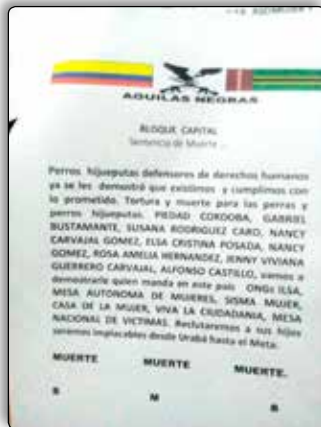 AGUILAS NEGRAS
BLOQUE CAPITAL
Sentencia de Muerte ...
Perros hijueputas defensores de derechos humanos
ya se les demostró que existimos y cumplimos con
lo prometido. Tortura y muerte para las perras y
perros hijueputas. PIEDAD CORDOBA, GABRIEL
BUSTAMANTE, SUSANA RODRIGUEZ CARO, NANCY
CARVAJAL GOMEZ, ELSA CRISTINA POSADA, NANCY
GOMEZ, ROSA AMELIA HERNANDEZ, JENNY VIVIANA
GUERRERO CARVAJAL, ALFONSO CASTILLO, vamos a
demostrarle quien manda en este país ONGs ILSA,
MESA AUTONOMA DE MUJERES, SISMA MUJER,
CASA DE LA MUJER, VIVA LA CIUDADANIA, MESA
NACIONAL DE VICTIMAS. Reclutaremos a sus hijos
seremos implacables desde Urabá hasta el Meta.
MUERTE MUERTE MUERTE.